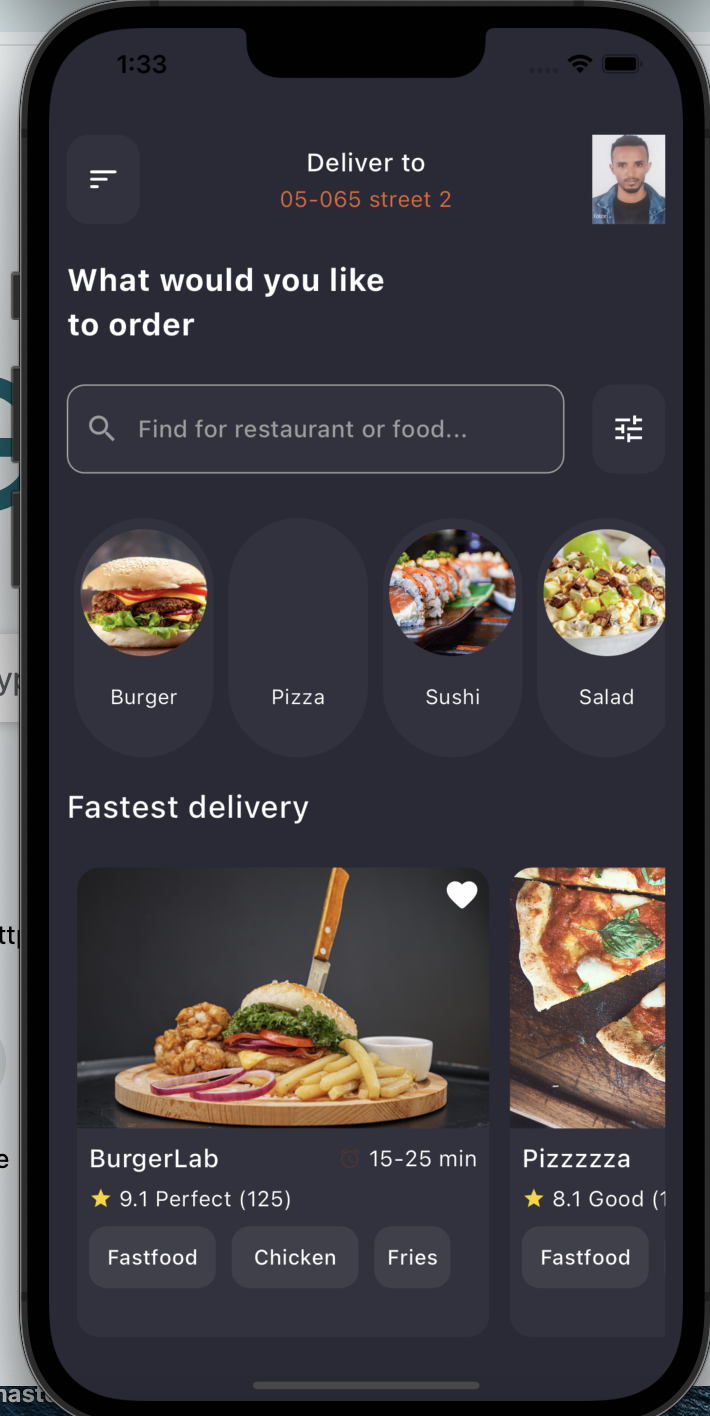 1:33
Deliver to
05-065 street 2
What would you like
to order
Find for restaurant or food...
Burger
Pizza
Sushi
Salad
Fastest delivery
BurgerLab
15-25 min
9.1 Perfect (125)
Fastfood
Chicken
Fries
Pizzzzza
8.1 Good (1
Fastfood